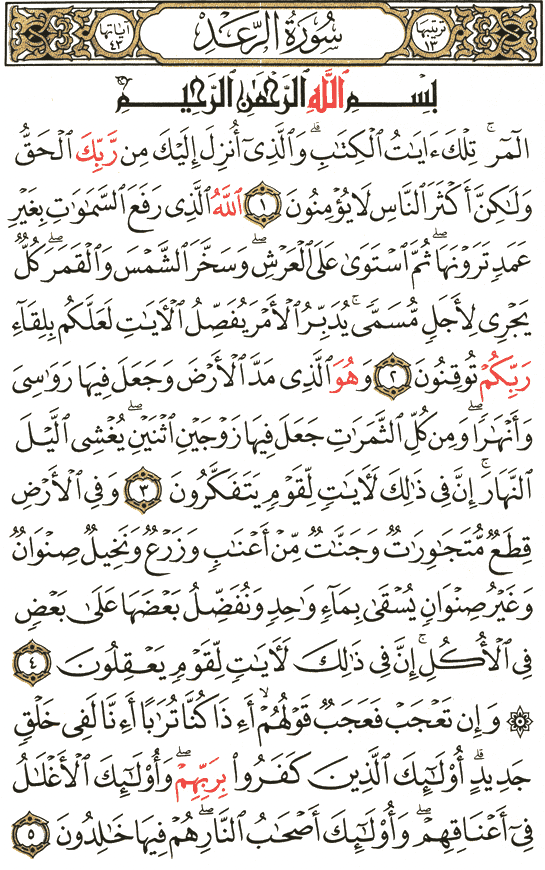 ترتيبها ١٣ سُورَةُ الرَّعْدِ آياتها ٤٣
بِسْمِ ٱللَّهِ ٱلرَّحْمَٰنِ ٱلرَّحِيمِ
الٓمٓر ۚ تِلْكَ ءَايَٰتُ ٱلْكِتَٰبِ ۗ وَٱلَّذِىٓ أُنزِلَ إِلَيْكَ مِن رَّبِّكَ ٱلْحَقُّ
وَلَٰكِنَّ أَكْثَرَ ٱلنَّاسِ لَا يُؤْمِنُونَ ١ ٱللَّهُ ٱلَّذِى رَفَعَ ٱلسَّمَٰوَٰتِ بِغَيْرِ
عَمَدٍ تَرَوْنَهَا ۖ ثُمَّ ٱسْتَوَىٰ عَلَى ٱلْعَرْشِ ۖ وَسَخَّرَ ٱلشَّمْسَ وَٱلْقَمَرَ ۖ كُلٌّ
يَجْرِى لِأَجَلٍ مُّسَمًّى ۚ يُدَبِّرُ ٱلْأَمْرَ يُفَصِّلُ ٱلْءَايَٰتِ لَعَلَّكُم بِلِقَآءِ
رَبِّكُمْ تُوقِنُونَ ٢ وَهُوَ ٱلَّذِى مَدَّ ٱلْأَرْضَ وَجَعَلَ فِيهَا رَوَٰسِىَ
وَأَنْهَٰرًا ۖ وَمِن كُلِّ ٱلثَّمَرَٰتِ جَعَلَ فِيهَا زَوْجَيْنِ ٱثْنَيْنِ ۖ يُغْشِى ٱلَّيْلَ
ٱلنَّهَارَ ۚ إِنَّ فِى ذَٰلِكَ لَءَايَٰتٍ لِّقَوْمٍ يَتَفَكَّرُونَ ٣ وَفِى ٱلْأَرْضِ
قِطَعٌ مُّتَجَٰوِرَٰتٌ وَجَنَّٰتٌ مِّنْ أَعْنَٰبٍ وَزَرْعٌ وَنَخِيلٌ صِنْوَانٌ
وَغَيْرُ صِنْوَانٍ يُسْقَىٰ بِمَآءٍ وَٰحِدٍ وَنُفَضِّلُ بَعْضَهَا عَلَىٰ بَعْضٍ
فِى ٱلْأُكُلِ ۚ إِنَّ فِى ذَٰلِكَ لَءَايَٰتٍ لِّقَوْمٍ يَعْقِلُونَ ٤
۞ وَإِن تَعْجَبْ فَعَجَبٌ قَوْلُهُمْ أَءِذَا كُنَّا تُرَٰبًا أَءِنَّا لَفِى خَلْقٍ
جَدِيدٍ ۗ أُو۟لَٰٓئِكَ ٱلَّذِينَ كَفَرُوا۟ بِرَبِّهِمْ ۖ وَأُو۟لَٰٓئِكَ ٱلْأَغْلَٰلُ
فِىٓ أَعْنَاقِهِمْ ۖ وَأُو۟لَٰٓئِكَ أَصْحَٰبُ ٱلنَّارِ ۖ هُمْ فِيهَا خَٰلِدُونَ ٥